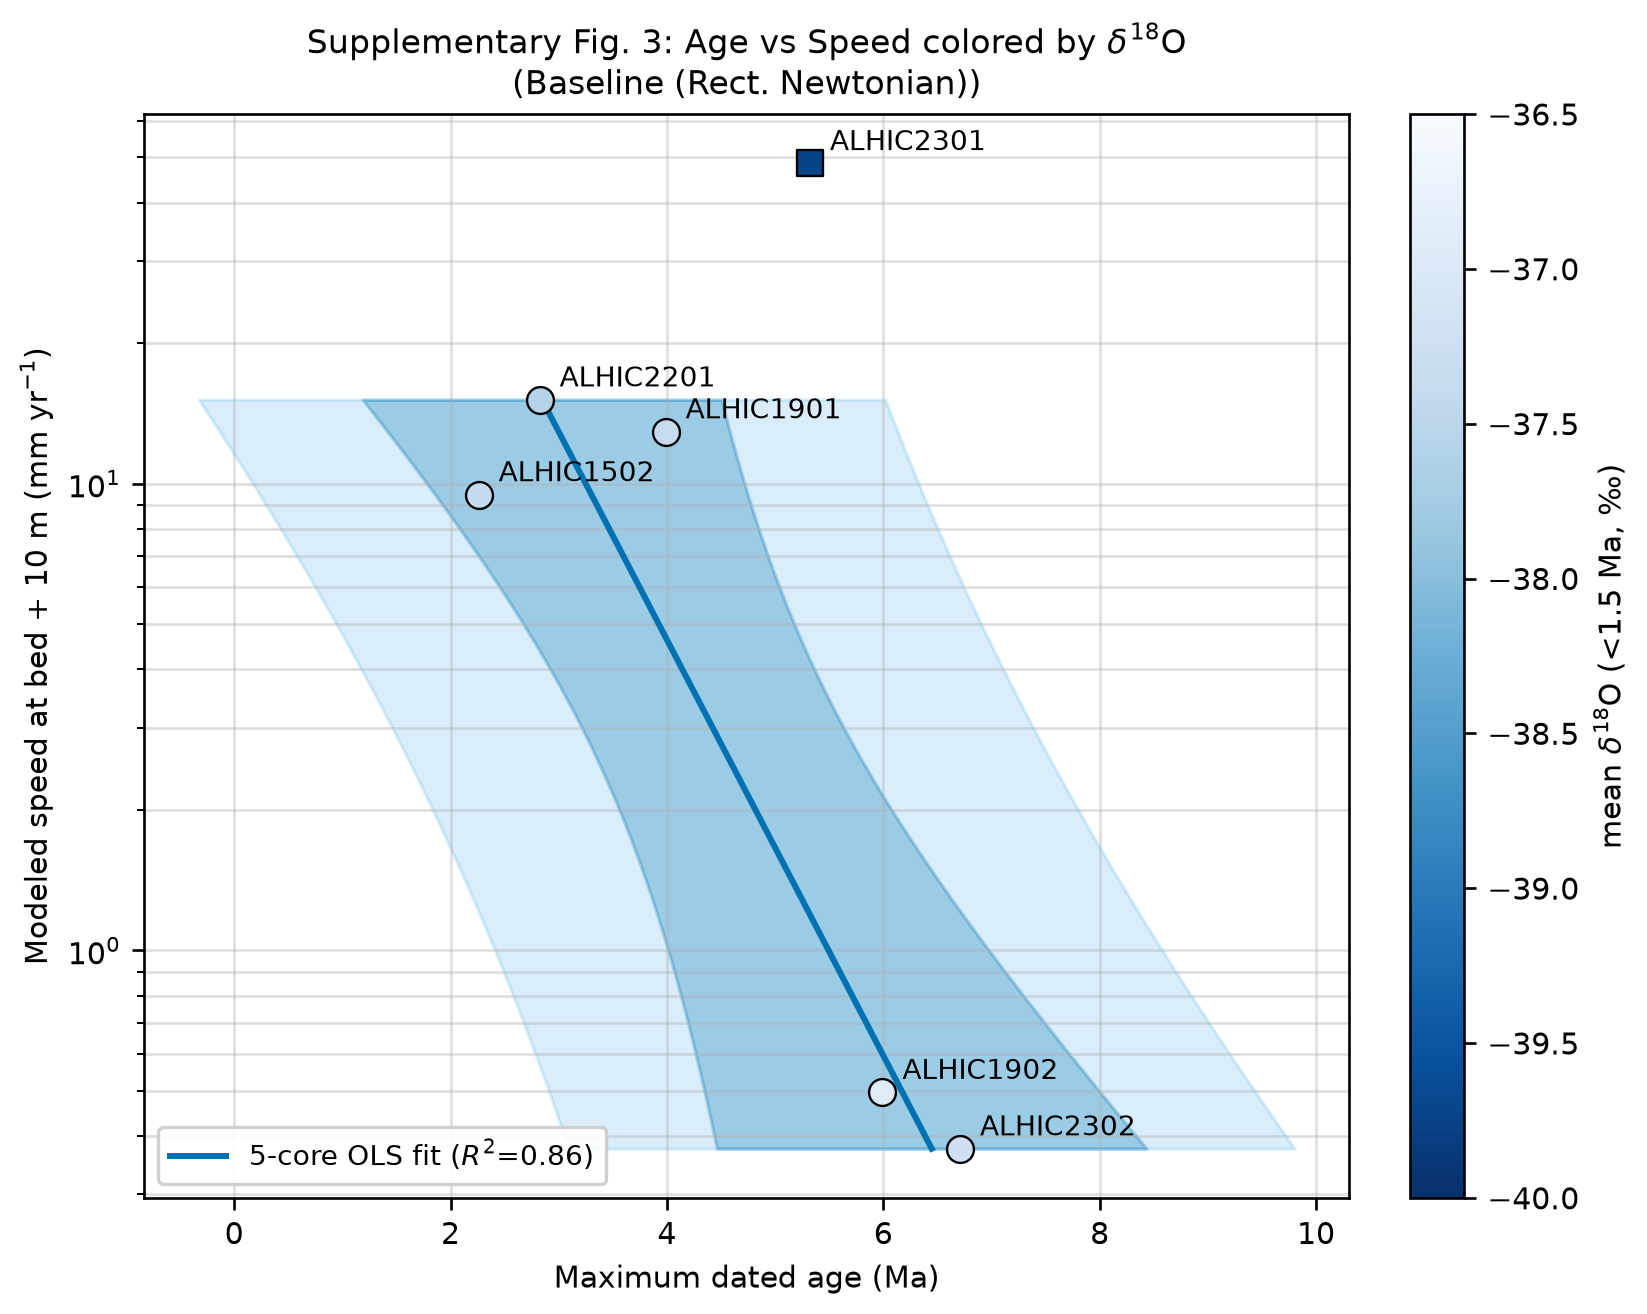 Supplementary Fig. 3: Age vs Speed colored by δ¹⁸O
(Baseline (Rect. Newtonian))
Modeled speed at bed + 10 m (mm yr⁻¹)
10¹
10⁰
ALHIC2301
ALHIC2201
ALHIC1901
ALHIC1502
ALHIC1902
ALHIC2302
5-core OLS fit (R²=0.86)
0 2 4 6 8 10
Maximum dated age (Ma)
−36.5
−37.0
−37.5
−38.0
−38.5
−39.0
−39.5
−40.0
mean δ¹⁸O (<1.5 Ma, ‰)